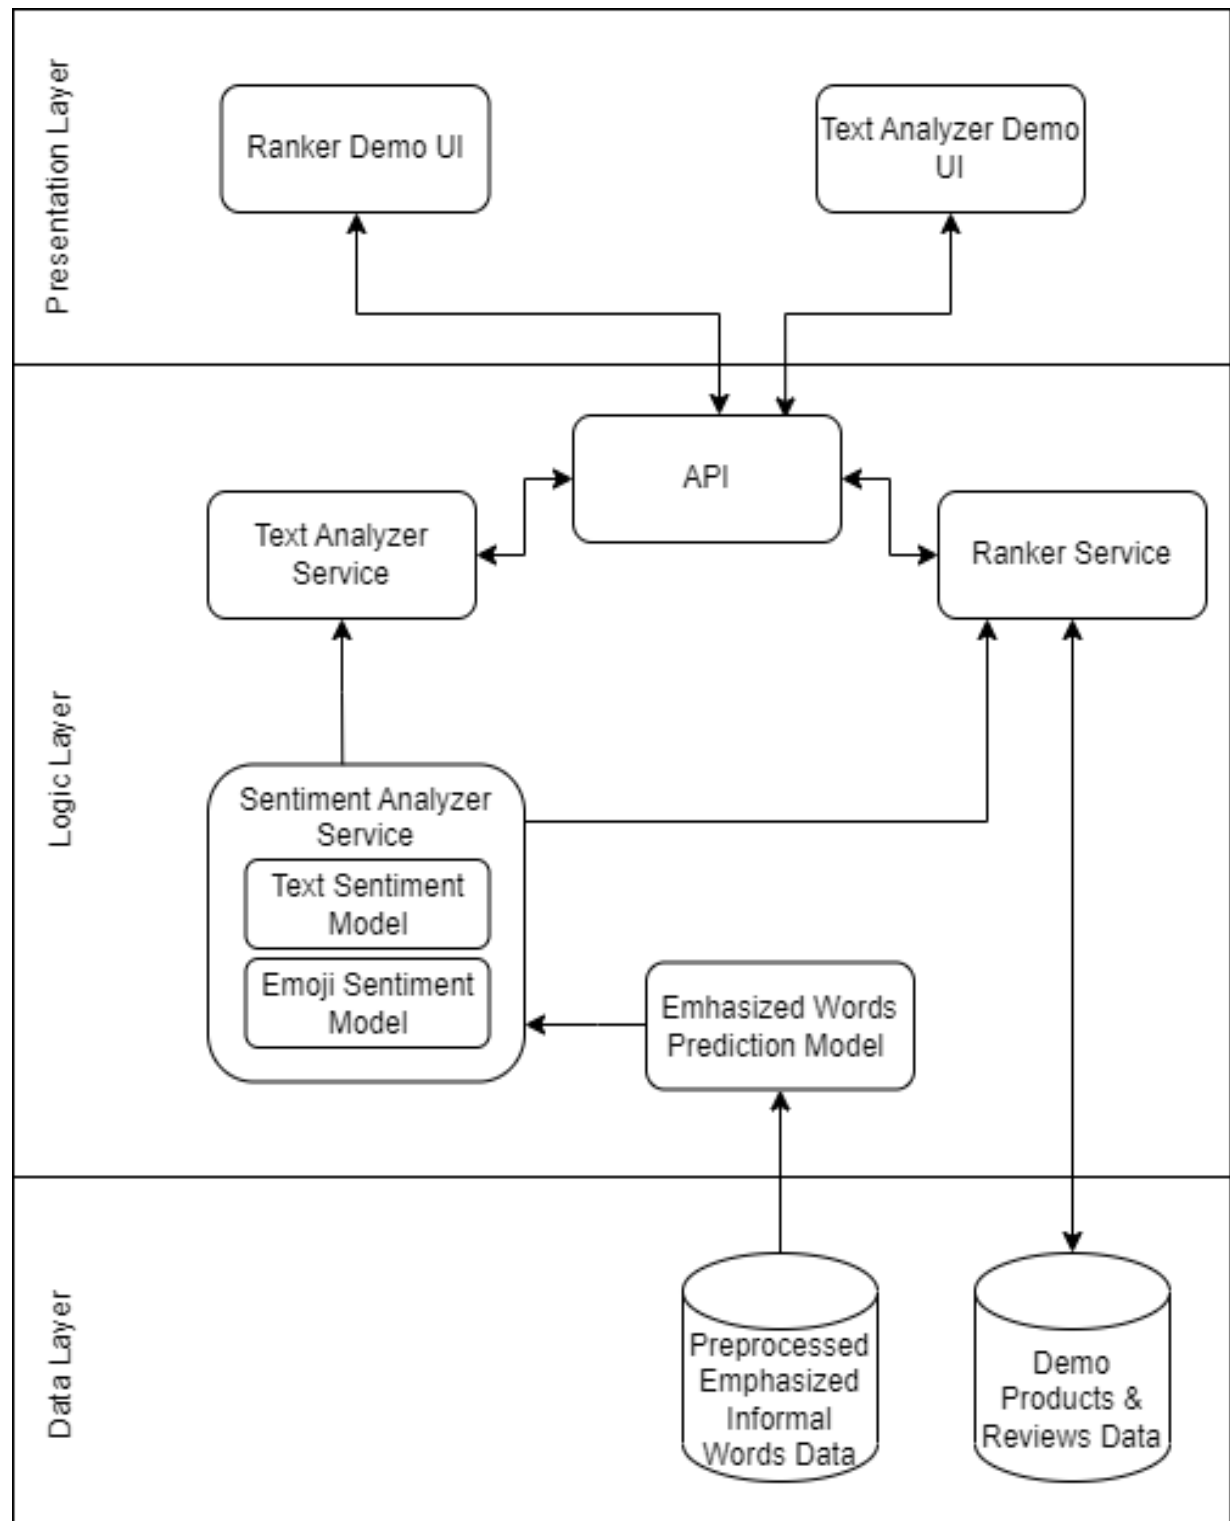 Presentation Layer
Ranker Demo UI
Text Analyzer Demo
UI
Logic Layer
API
Text Analyzer
Service
Ranker Service
Sentiment Analyzer
Service
Text Sentiment
Model
Emoji Sentiment
Model
Emhasized Words
Prediction Model
Data Layer
Preprocessed
Emphasized
Informal
Words Data
Demo
Products &
Reviews Data